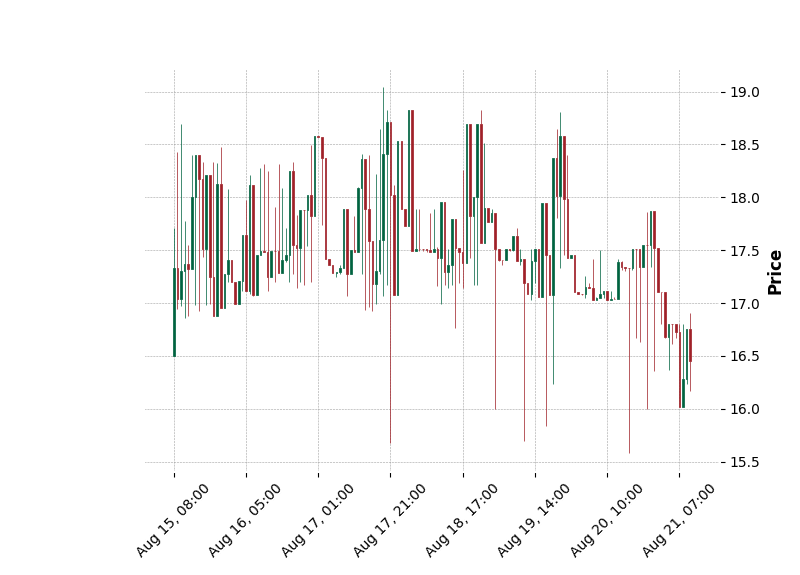 19.0
18.5
18.0
17.5
17.0
16.5
16.0
15.5
Price
Aug 15, 08:00
Aug 16, 05:00
Aug 17, 01:00
Aug 17, 21:00
Aug 18, 17:00
Aug 19, 14:00
Aug 20, 10:00
Aug 21, 07:00